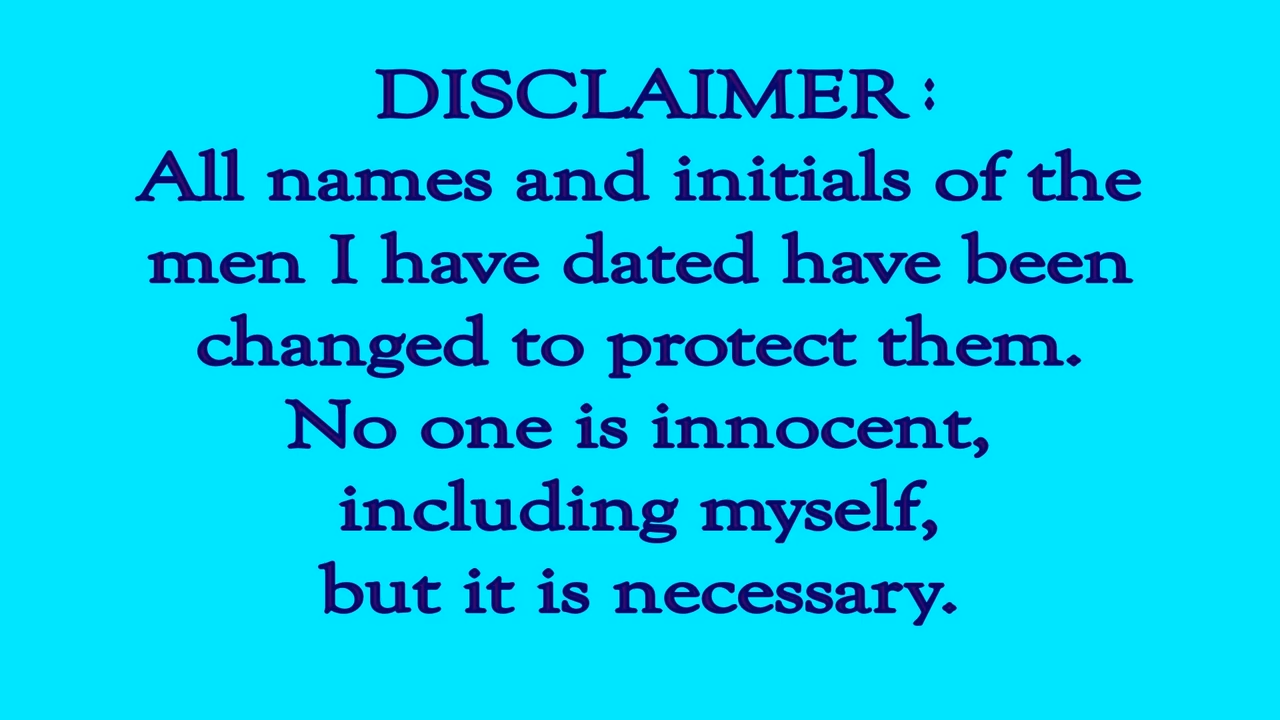 DISCLAIMER :
All names and initials of the
men I have dated have been
changed to protect them.
No one is innocent,
including myself,
but it is necessary.